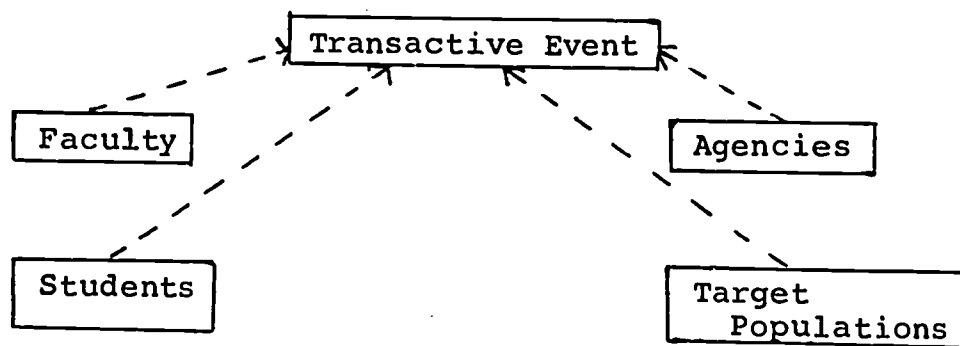 Transactive Event
Faculty
Agencies
Students
Target
Populations